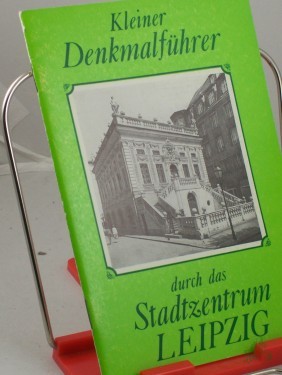 Kleiner
Denkmalführer
durch das
Stadtzentrum
LEIPZIG